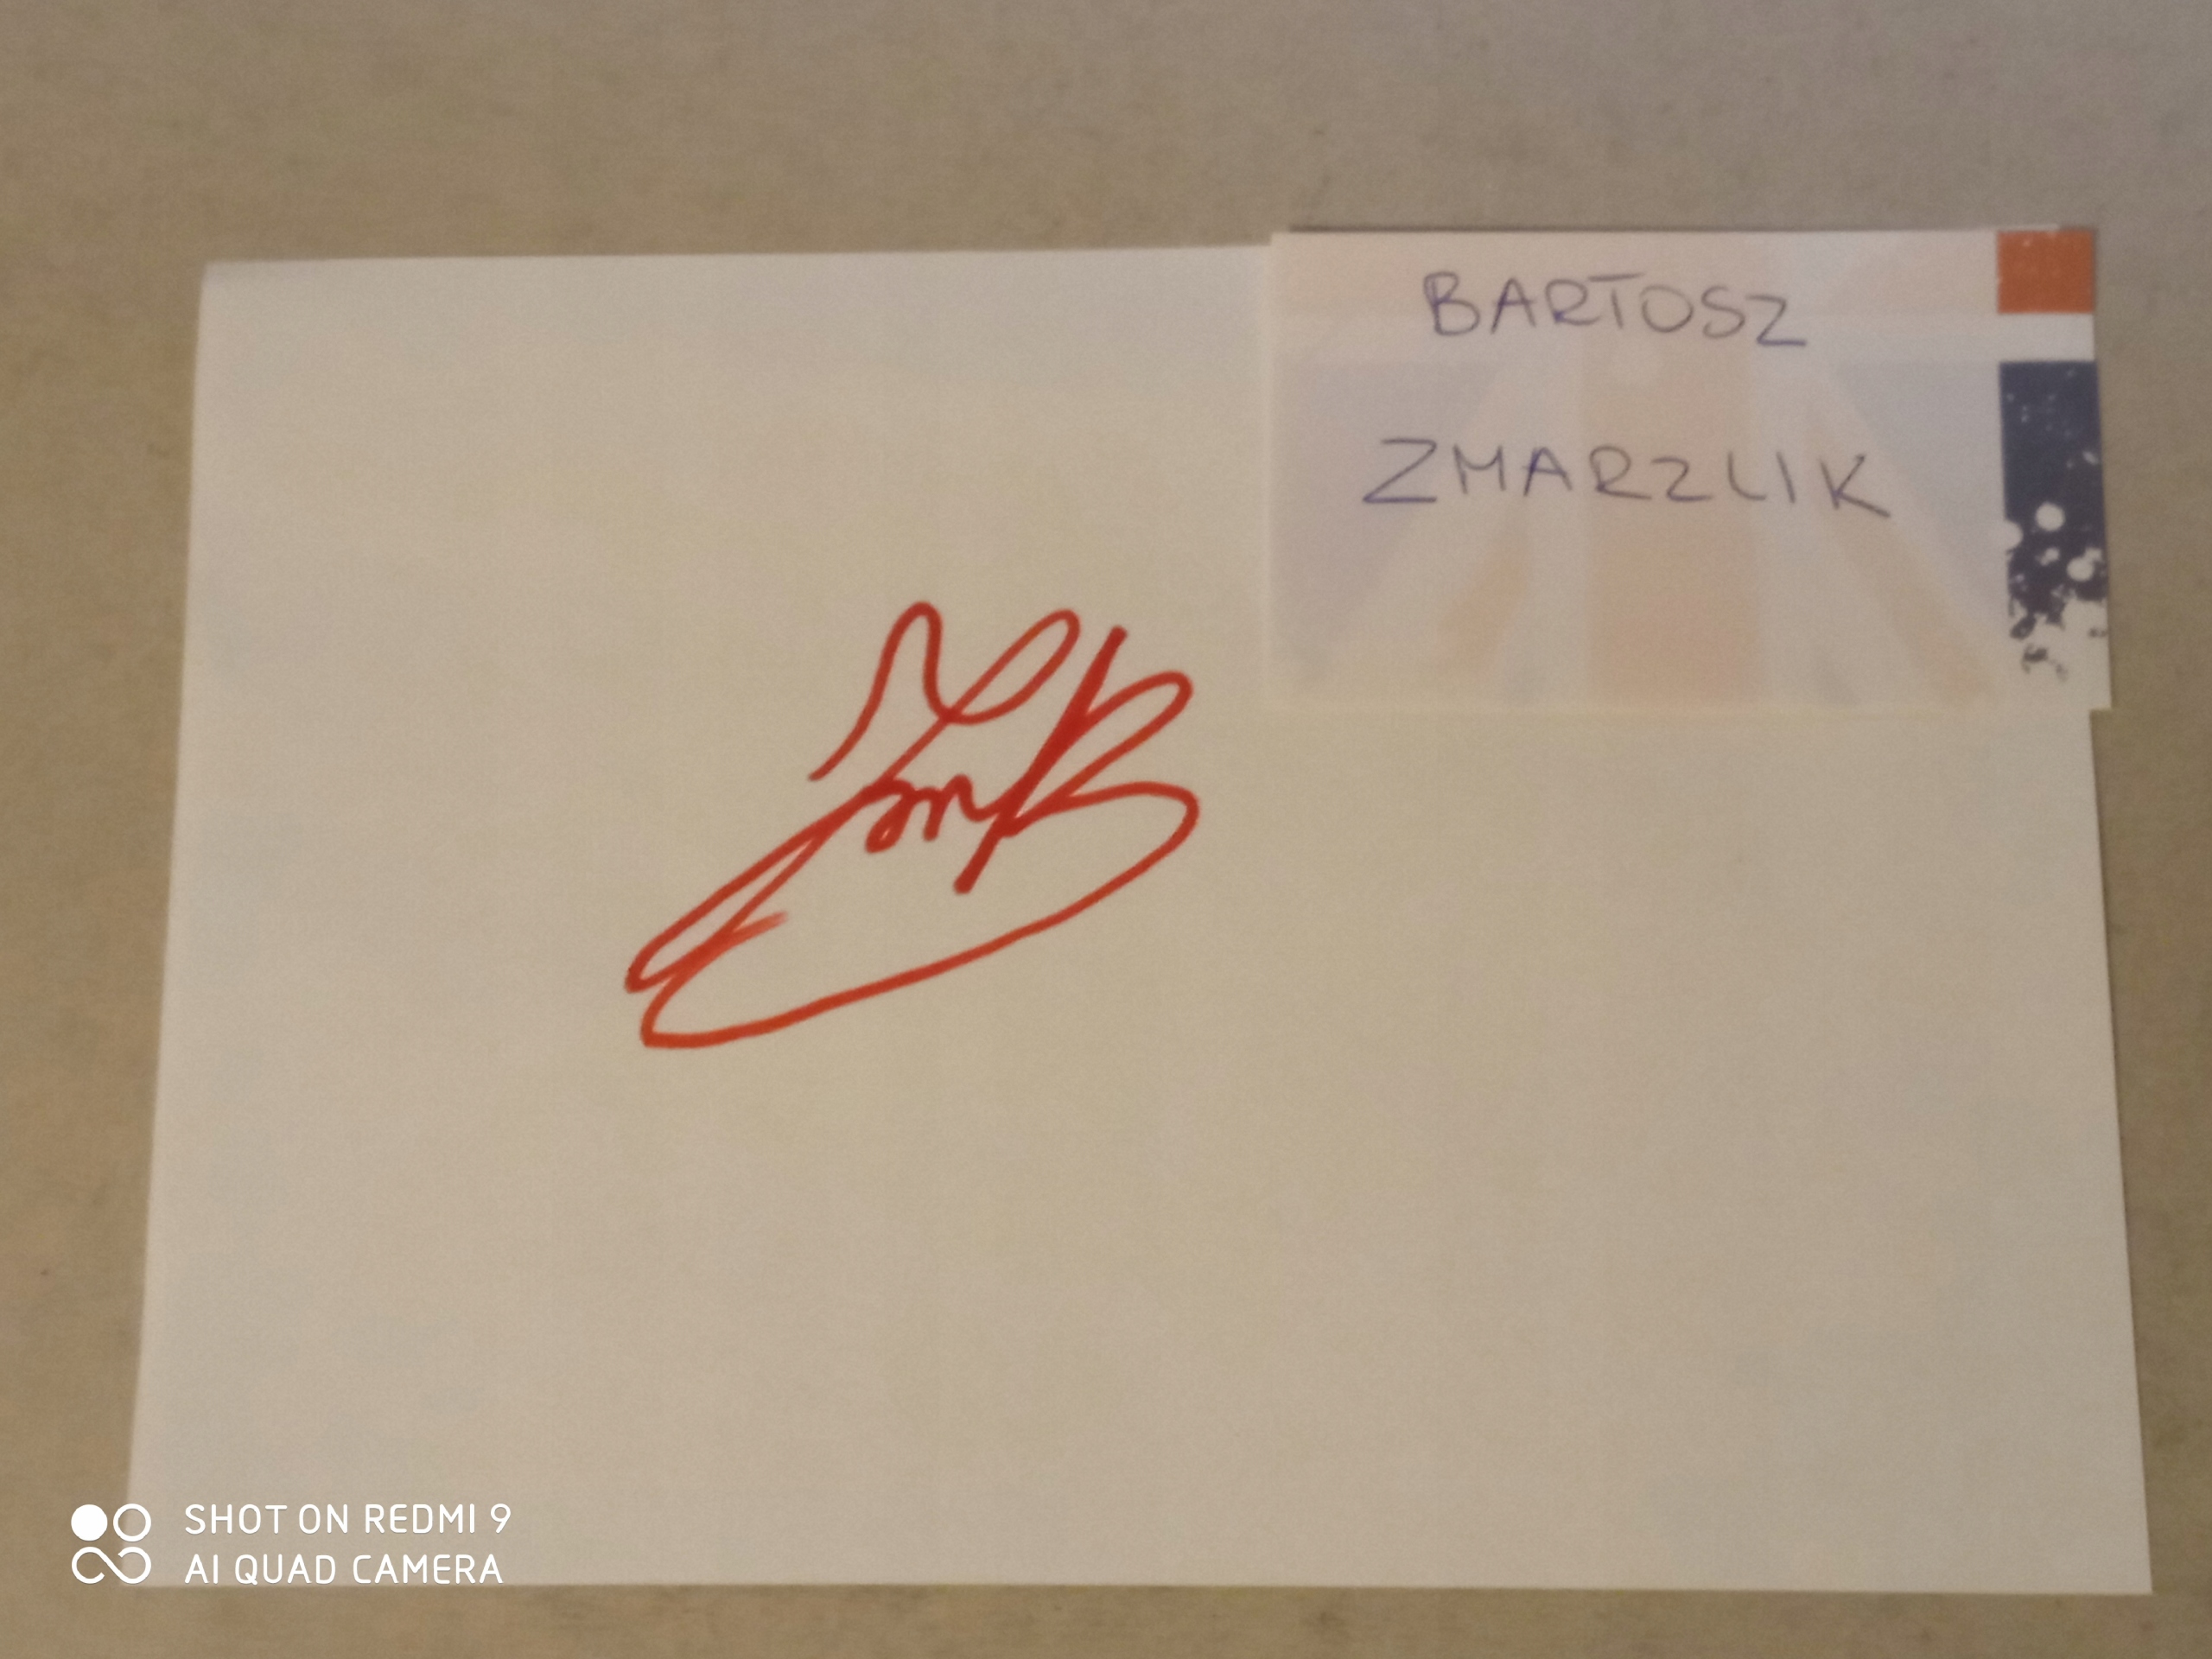 BARTOSZ
ZMARZLIK
SHOT ON REDMI 9
AI QUAD CAMERA